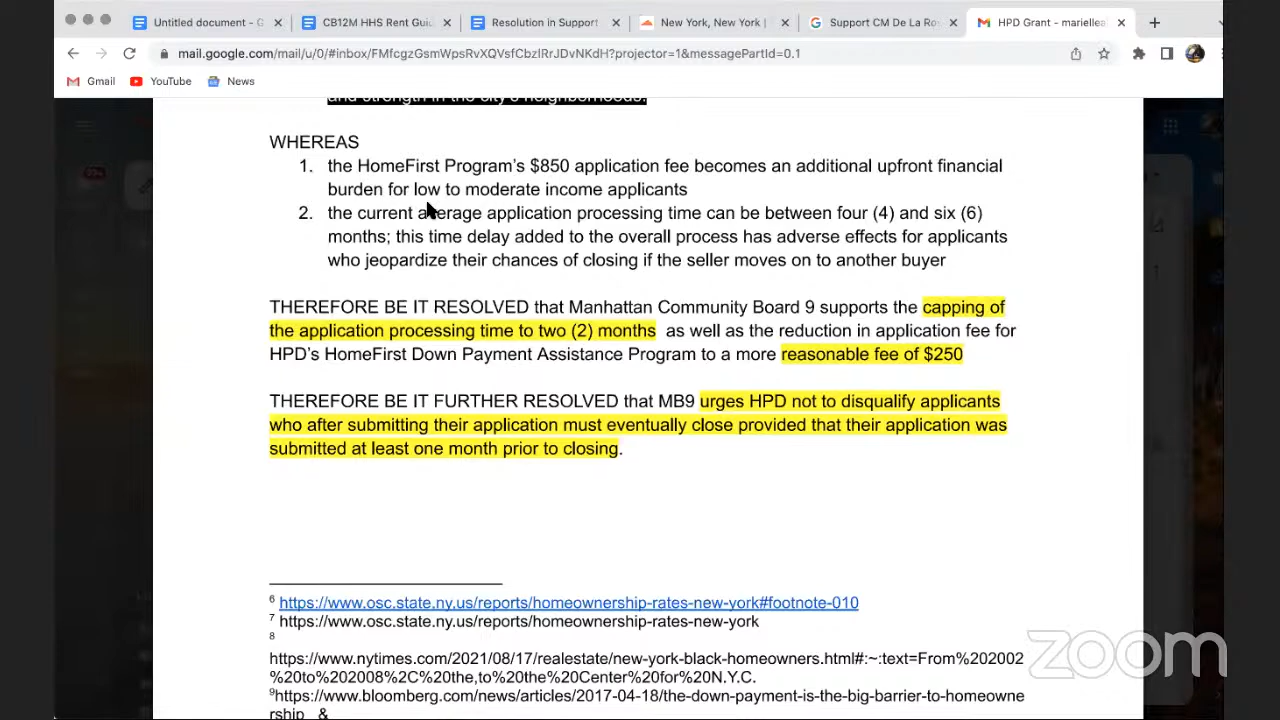 Untitled document - G
CB12M HHS Rent Guid
Resolution in Support
New York, New York |
Support CM De La Ros
HPD Grant - mariellea
mail.google.com/mail/u/0/#inbox/FMfcgzGsmWpsRvXQVsfCbzlRrJDvNKdH?projector=1&messagePartId=0.1
Gmail
YouTube
News
and strength in the city's neighborhoods.
WHEREAS
1. the HomeFirst Program's $850 application fee becomes an additional upfront financial
burden for low to moderate income applicants
2. the current average application processing time can be between four (4) and six (6)
months; this time delay added to the overall process has adverse effects for applicants
who jeopardize their chances of closing if the seller moves on to another buyer
THEREFORE BE IT RESOLVED that Manhattan Community Board 9 supports the capping of
the application processing time to two (2) months as well as the reduction in application fee for
HPD's HomeFirst Down Payment Assistance Program to a more reasonable fee of $250
THEREFORE BE IT FURTHER RESOLVED that MB9 urges HPD not to disqualify applicants
who after submitting their application must eventually close provided that their application was
submitted at least one month prior to closing.
6 https://www.osc.state.ny.us/reports/homeownership-rates-new-york#footnote-010
7 https://www.osc.state.ny.us/reports/homeownership-rates-new-york
8
https://www.nytimes.com/2021/08/17/realestate/new-york-black-homeowners.html#:~:text=From%202002
%20to%202008%2C%20the,to%20the%20Center%20for%20N.Y.C.
9https://www.bloomberg.com/news/articles/2017-04-18/the-down-payment-is-the-big-barrier-to-homeowne
rship &
zoom